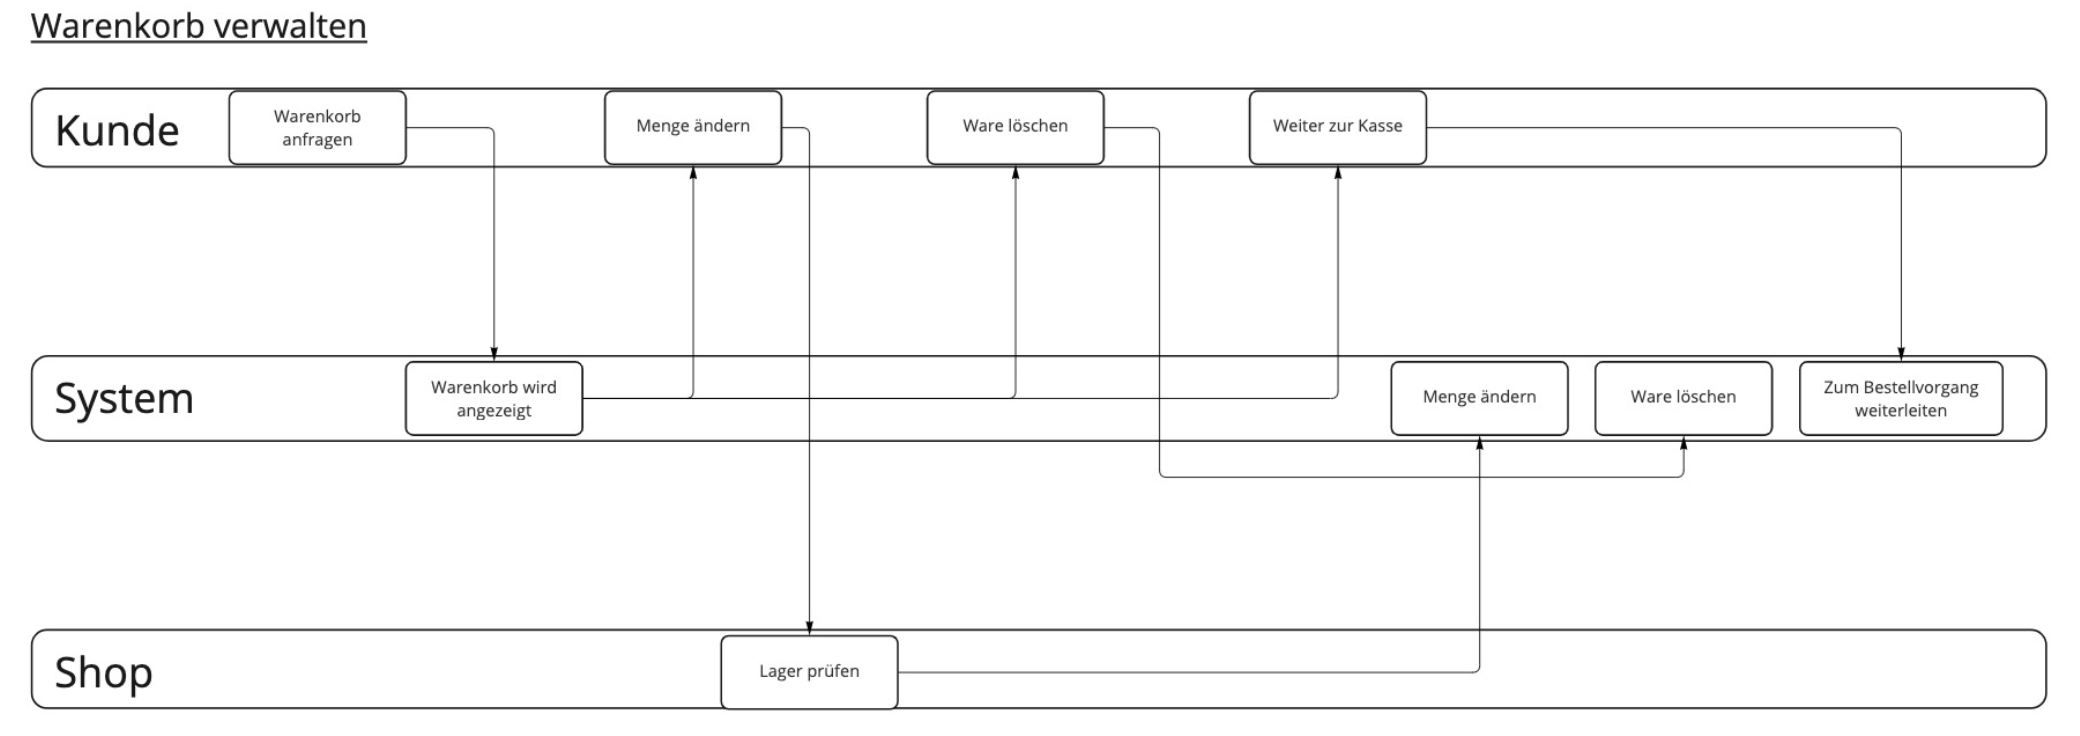 Warenkorb verwalten
Kunde
Warenkorb
anfragen
Menge ändern
Ware löschen
Weiter zur Kasse
System
Warenkorb wird
angezeigt
Menge ändern
Ware löschen
Zum Bestellvorgang
weiterleiten
Shop
Lager prüfen